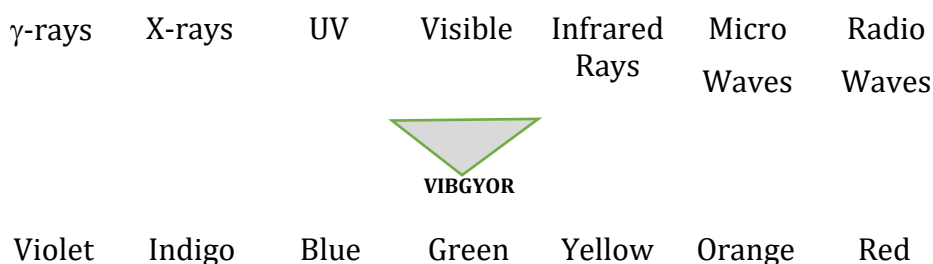 γ-rays X-rays UV Visible Infrared Micro Radio
Rays Waves Waves
VIBGYOR
Violet Indigo Blue Green Yellow Orange Red